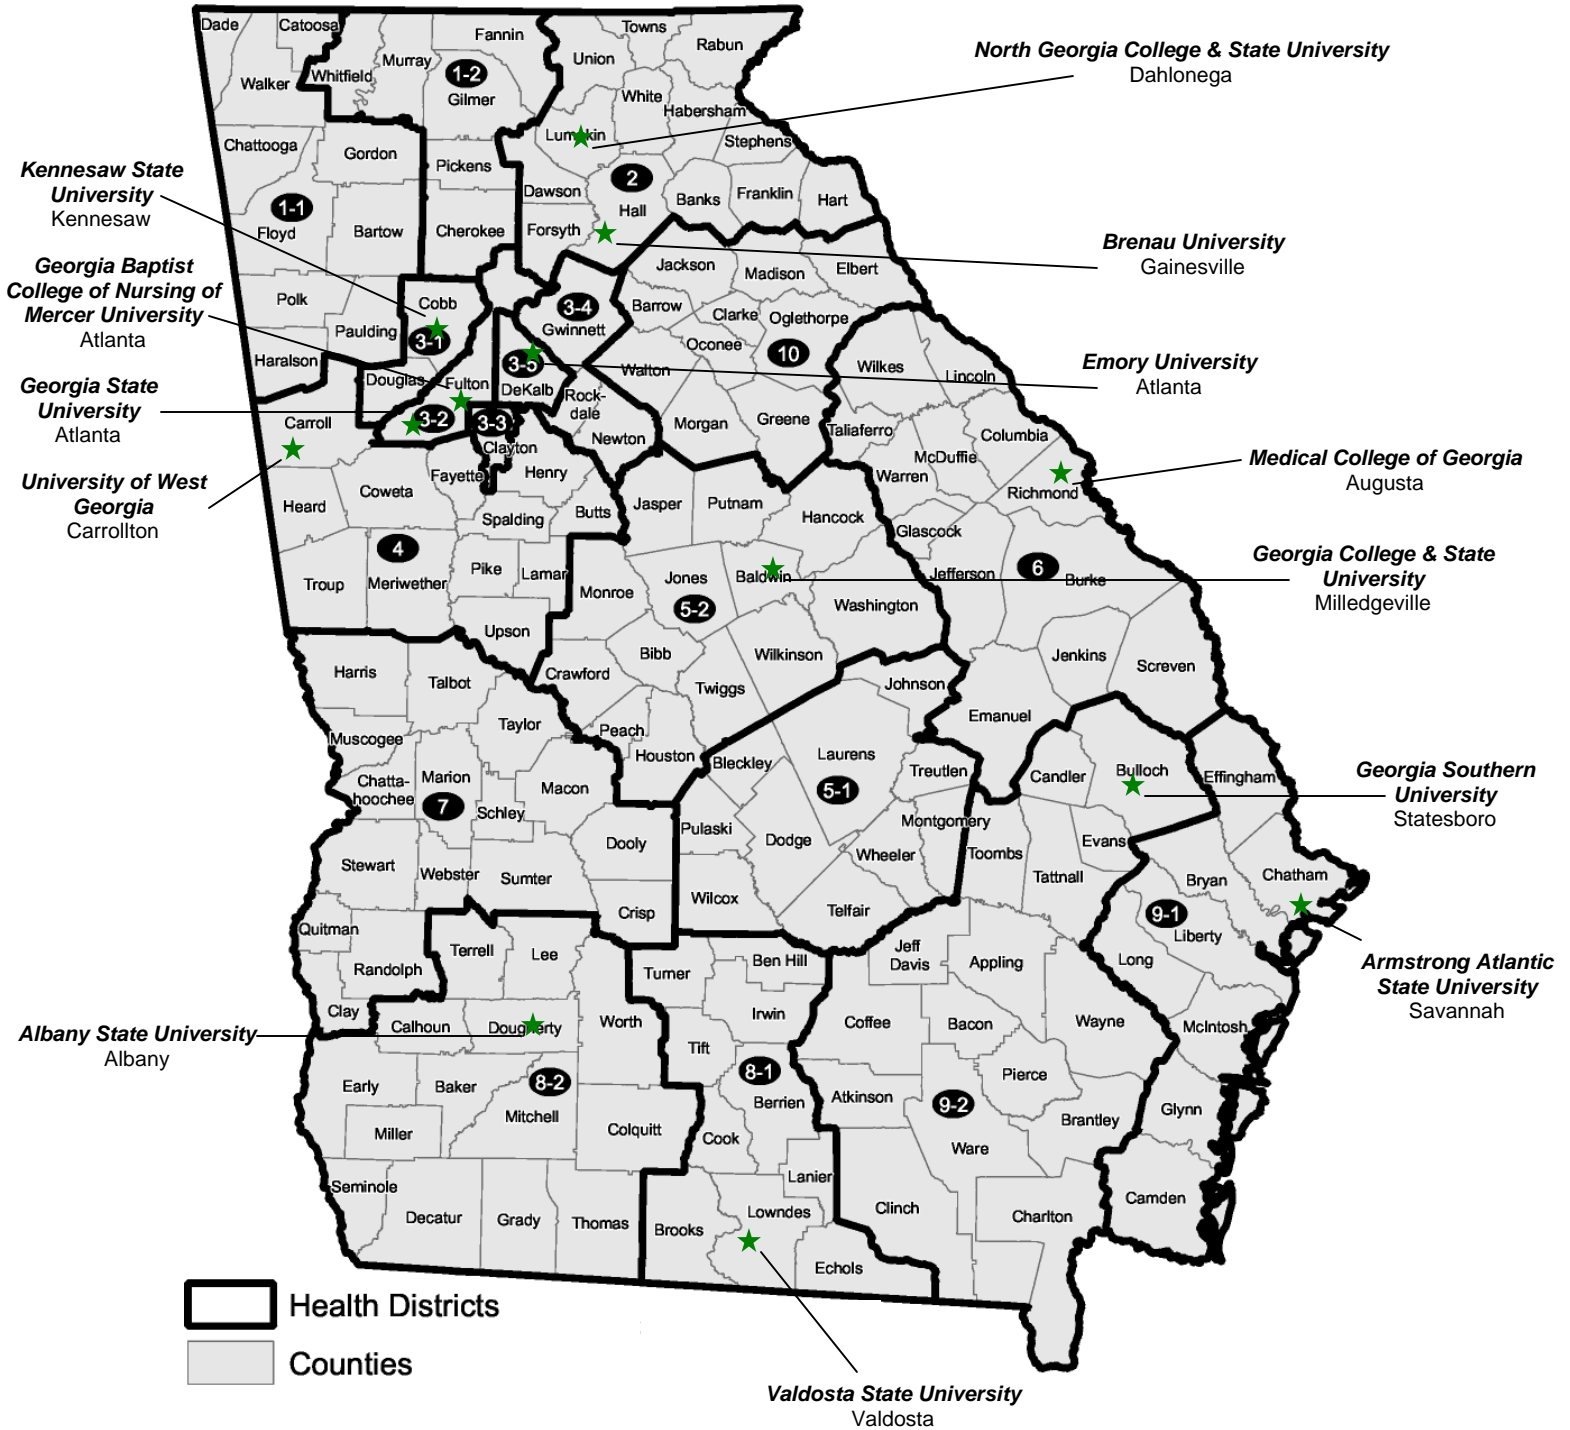 Dade
Catoosa
Fannin
Towns
Rabun
Union
Murray
Whitfield
Walker
1-2
Gilmer
White
Habersham
North Georgia College & State University
Dahlonega
Chattooga
Gordon
Lumpkin
Stephens
Pickens
Kennesaw State
University
Kennesaw
Dawson
2
Banks
Franklin
Hart
1-1
Floyd
Bartow
Cherokee
Forsyth
Hall
Brenau University
Gainesville
Georgia Baptist
College of Nursing of
Mercer University
Atlanta
Jackson
Madison
Elbert
Polk
Cobb
3-4
Gwinnett
Barrow
Clarke
Oglethorpe
Paulding
3-1
Oconee
10
Haralson
3-5
Walton
Wilkes
Lincoln
Emory University
Atlanta
Georgia State
University
Atlanta
Douglas
Fulton
DeKalb
Rock-
dale
Carroll
3-2
3-3
Morgan
Greene
Taliaferro
Columbia
Clayton
Newton
McDuffie
Medical College of Georgia
Augusta
Fayette
Henry
Warren
Richmond
University of West
Georgia
Carrollton
Heard
Coweta
Spalding
Butts
Jasper
Putnam
Hancock
Glascock
4
Troup
Meriwether
Pike
Lamar
Monroe
Jones
Baldwin
Jefferson
6
Burke
Georgia College & State
University
Milledgeville
5-2
Washington
Upson
Bibb
Wilkinson
Jenkins
Screven
Harris
Talbot
Crawford
Twiggs
Johnson
Taylor
Peach
Emanuel
Muscogee
Houston
Bleckley
Laurens
Treutlen
Candler
Bulloch
Effingham
Georgia Southern
University
Statesboro
Chatta-
hoochee
Marion
7
Macon
5-1
Schley
Pulaski
Montgomery
Dooly
Dodge
Wheeler
Toombs
Evans
Stewart
Webster
Sumter
Tattnall
Bryan
Chatham
Wilcox
Telfair
Crisp
9-1
Liberty
Quitman
Terrell
Lee
Jeff
Davis
Appling
Long
Randolph
Turner
Ben Hill
Armstrong Atlantic
State University
Savannah
Clay
Calhoun
Dougherty
Worth
Irwin
Coffee
Bacon
Wayne
McIntosh
Albany State University
Albany
Tift
Early
Baker
8-2
Mitchell
8-1
Berrien
Atkinson
9-2
Pierce
Brantley
Glynn
Miller
Colquitt
Cook
Ware
Seminole
Lanier
Camden
Decatur
Grady
Thomas
Brooks
Lowndes
Clinch
Charlton
Echols
Health Districts
Counties
Valdosta State University
Valdosta